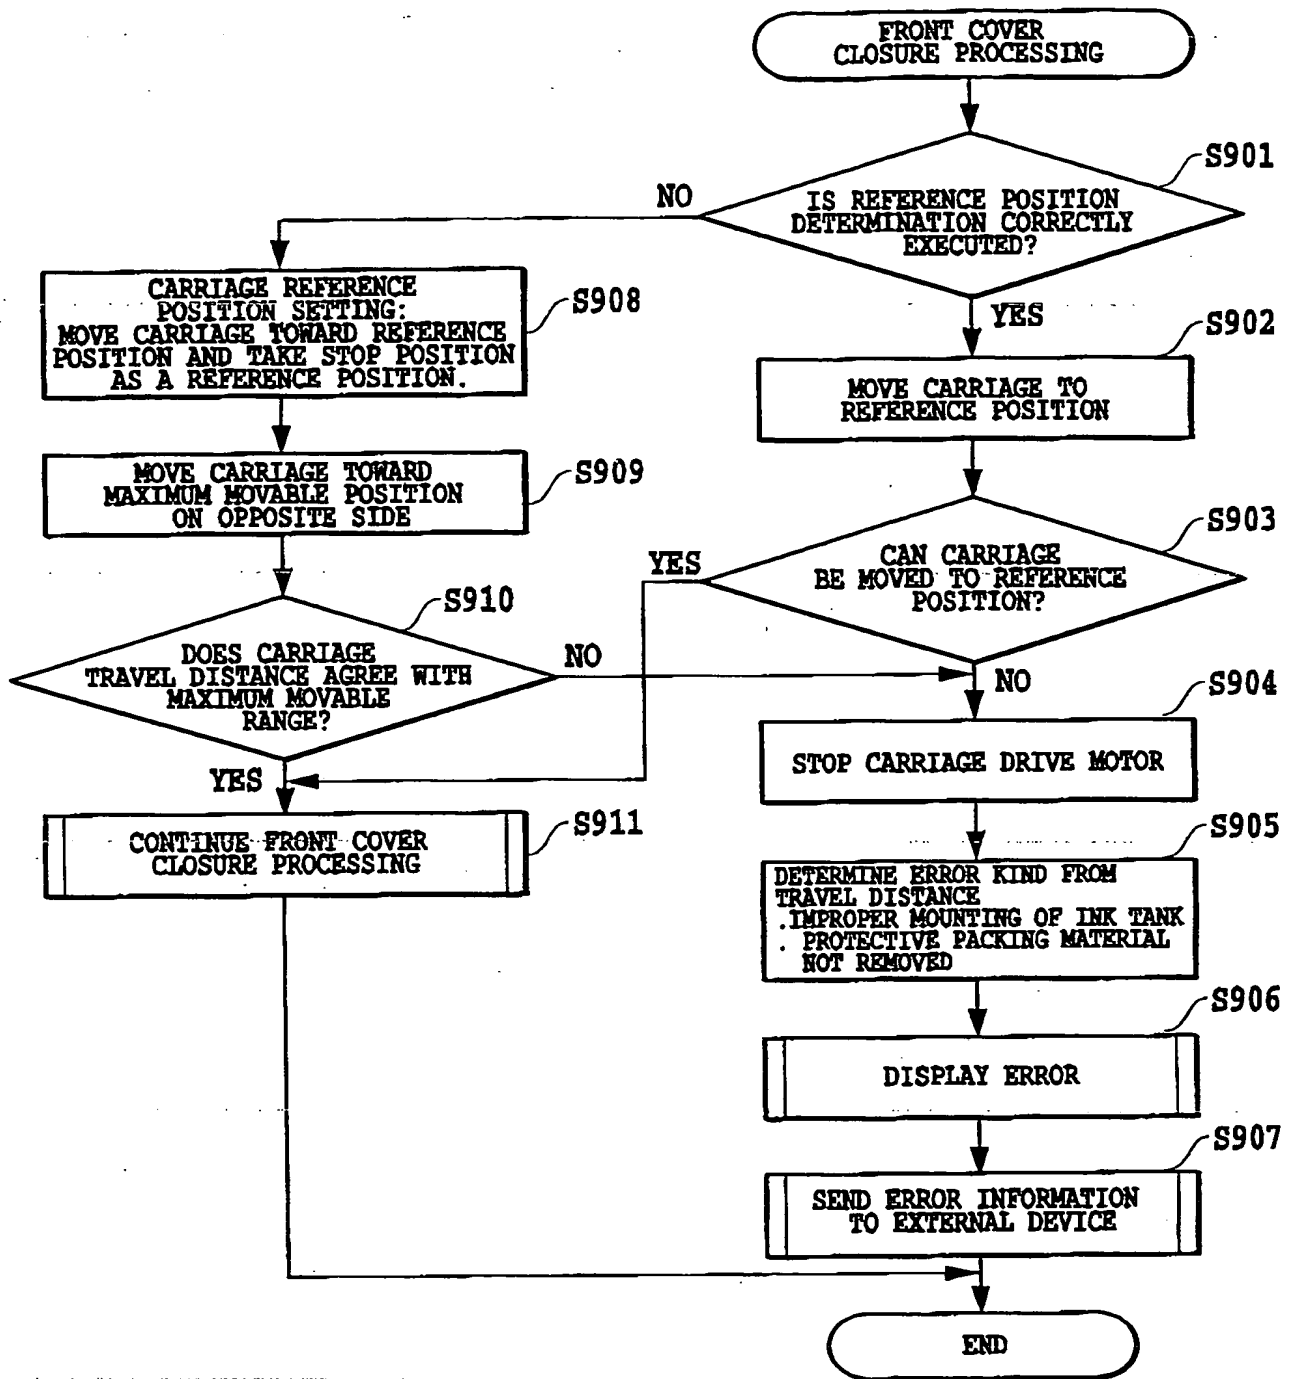 FRONT COVER
CLOSURE PROCESSING
S901
IS REFERENCE POSITION
DETERMINATION CORRECTLY
EXECUTED?
NO
YES
S908
CARRIAGE REFERENCE
POSITION SETTING:
MOVE CARRIAGE TOWARD REFERENCE
POSITION AND TAKE STOP POSITION
AS A REFERENCE POSITION.
S902
MOVE CARRIAGE TO
REFERENCE POSITION
S909
MOVE CARRIAGE TOWARD
MAXIMUM MOVABLE POSITION
ON OPPOSITE SIDE
S903
CAN CARRIAGE
BE MOVED TO REFERENCE
POSITION?
YES
NO
S910
DOES CARRIAGE
TRAVEL DISTANCE AGREE WITH
MAXIMUM MOVABLE
RANGE?
NO
YES
S904
STOP CARRIAGE DRIVE MOTOR
S911
CONTINUE FRONT COVER
CLOSURE PROCESSING
S905
DETERMINE ERROR KIND FROM
TRAVEL DISTANCE
.IMPROPER MOUNTING OF INK TANK
. PROTECTIVE PACKING MATERIAL
NOT REMOVED
S906
DISPLAY ERROR
S907
SEND ERROR INFORMATION
TO EXTERNAL DEVICE
END